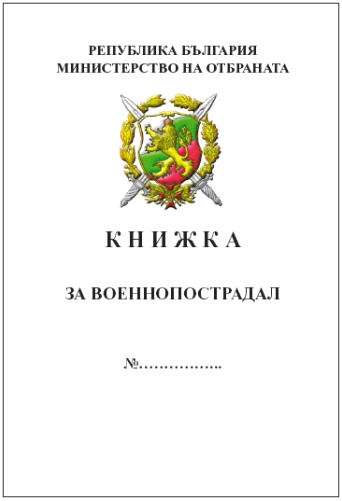 РЕПУБЛИКА БЪЛГАРИЯ
МИНИСТЕРСТВО НА ОТБРАНАТА
К Н И Ж К А
ЗА ВОЕННОПОСТРАДАЛ
№……………..